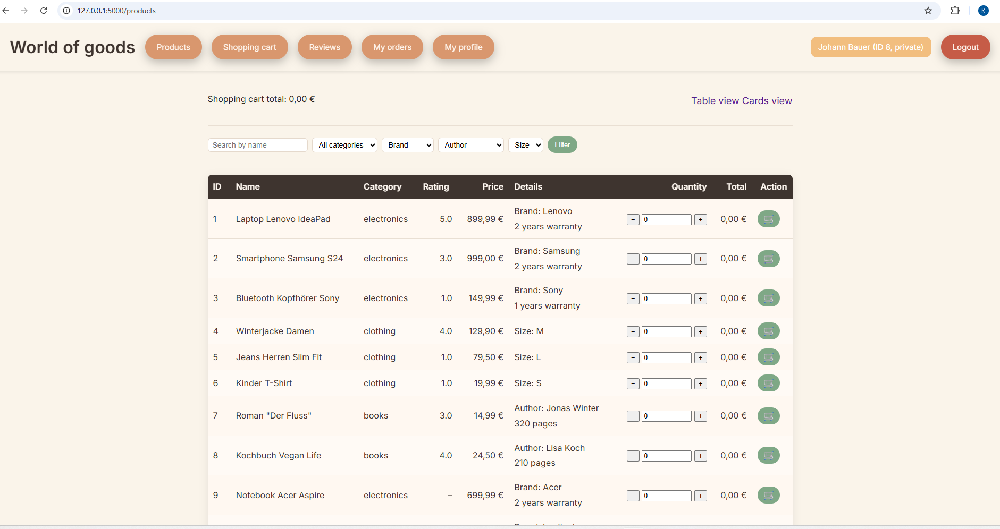 127.0.0.1:5000/products
K
World of goods
Products
Shopping cart
Reviews
My orders
My profile
Johann Bauer (ID 8, private)
Logout
Shopping cart total: 0,00 €
Table view Cards view
Search by name
All categories
Brand
Author
Size
Filter
ID Name Category Rating Price Details Quantity Total Action
1 Laptop Lenovo IdeaPad electronics 5.0 899,99 € Brand: Lenovo
2 years warranty
− 0 + 0,00 €
2 Smartphone Samsung S24 electronics 3.0 999,00 € Brand: Samsung
2 years warranty
− 0 + 0,00 €
3 Bluetooth Kopfhörer Sony electronics 1.0 149,99 € Brand: Sony
1 years warranty
− 0 + 0,00 €
4 Winterjacke Damen clothing 4.0 129,90 € Size: M − 0 + 0,00 €
5 Jeans Herren Slim Fit clothing 1.0 79,50 € Size: L − 0 + 0,00 €
6 Kinder T-Shirt clothing 1.0 19,99 € Size: S − 0 + 0,00 €
7 Roman "Der Fluss" books 3.0 14,99 € Author: Jonas Winter
320 pages
− 0 + 0,00 €
8 Kochbuch Vegan Life books 4.0 24,50 € Author: Lisa Koch
210 pages
− 0 + 0,00 €
9 Notebook Acer Aspire electronics – 699,99 € Brand: Acer
2 years warranty
− 0 + 0,00 €